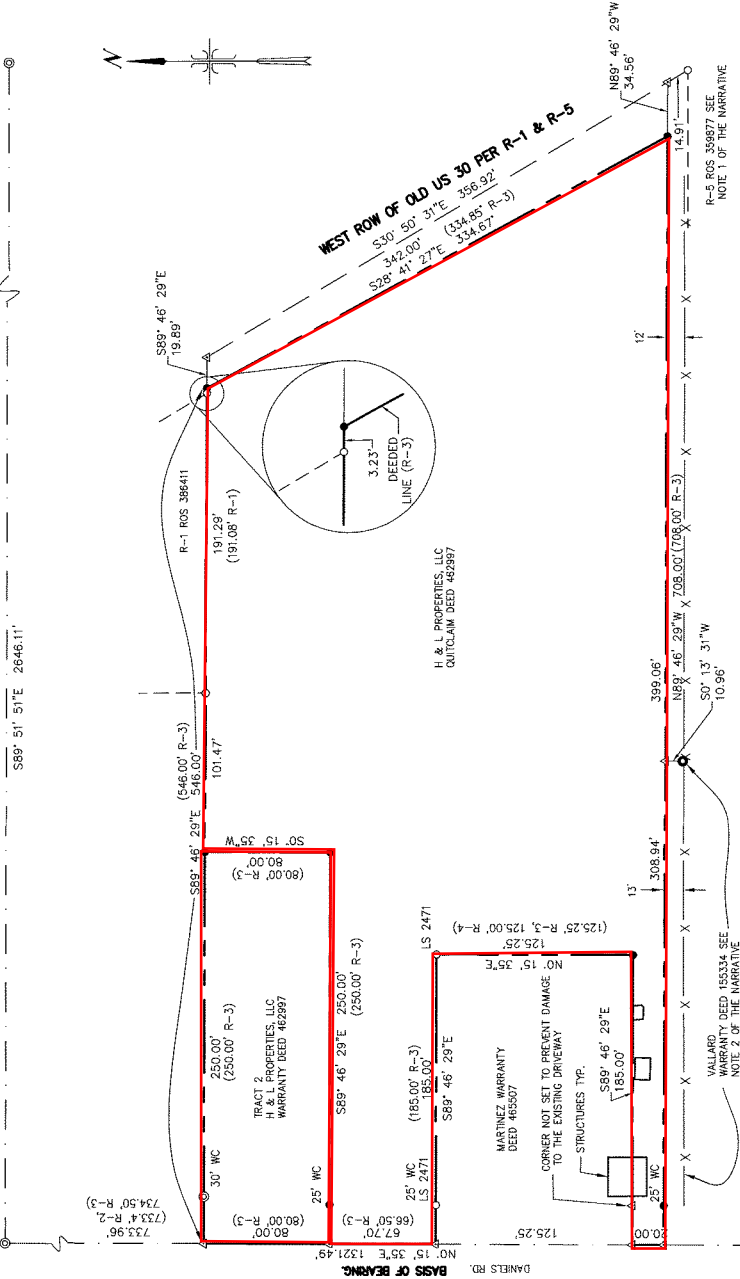 S89° 51' 51"E   2646.11'
N
N89° 46' 29"W
34.56'
14.91'
R-5 ROS 359877 SEE
NOTE 1 OF THE NARRATIVE
WEST ROW OF OLD US 30 PER R-1 & R-5
S30° 50' 31"E  356.92'
342.00'  (334.85' R-3)
S28° 41' 27"E  334.67'
S89° 46' 29"E
19.89'
R-1 ROS 386411
191.29'
(191.08' R-1)
3.23'
DEEDED
LINE (R-3)
H & L PROPERTIES, LLC
QUITCLAIM DEED 462997
12'
(546.00' R-3)
S89° 46' 29"E  546.00'
101.47'
399.06'
N89° 46' 29"W  708.00'(708.00' R-3)
S0° 13' 31"W
10.96'
S0° 15' 35"W
80.00'
(80.00' R-3)
250.00'
(250.00' R-3)
TRACT 2
H & L PROPERTIES, LLC
WARRANTY DEED 462997
S89° 46' 29"E  250.00'
(250.00' R-3)
30' WC
25' WC
733.96'
(733.4' R-2,
734.50' R-3)
80.00'
(80.00' R-3)
67.70'
(66.50' R-3)
N0° 15' 35"E  1321.49'
BASIS OF BEARING.
LS 2471
(185.00' R-3)
185.00'
S89° 46' 29"E
25' WC
LS 2471
N0° 15' 35"E
125.25'
(125.25' R-3, 125.00' R-4)
MARTINEZ WARRANTY
DEED 465507
CORNER NOT SET TO PREVENT DAMAGE
TO THE EXISTING DRIVEWAY
STRUCTURES TYP.
S89° 46' 29"E
185.00'
125.25'
25' WC
20.00'
DANIELS RD.
308.94'
13'
VALLARD
WARRANTY DEED 155334 SEE
NOTE 2 OF THE NARRATIVE